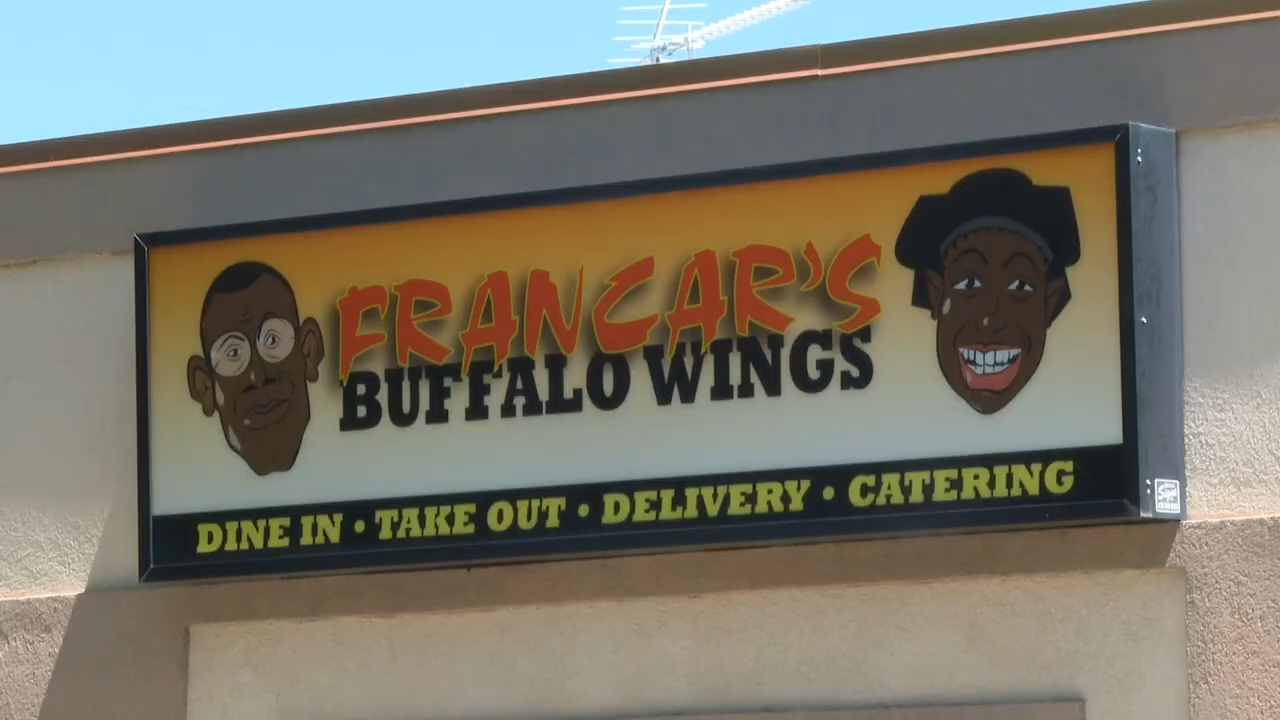 FRANCAR'S
BUFFALO WINGS
DINE IN • TAKE OUT • DELIVERY • CATERING